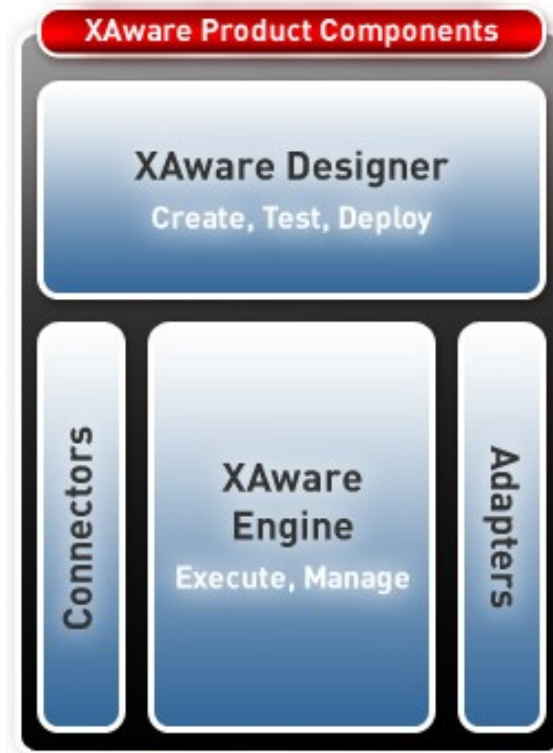 XAware Product Components
XAware Designer
Create, Test, Deploy
Connectors
XAware
Engine
Execute, Manage
Adapters